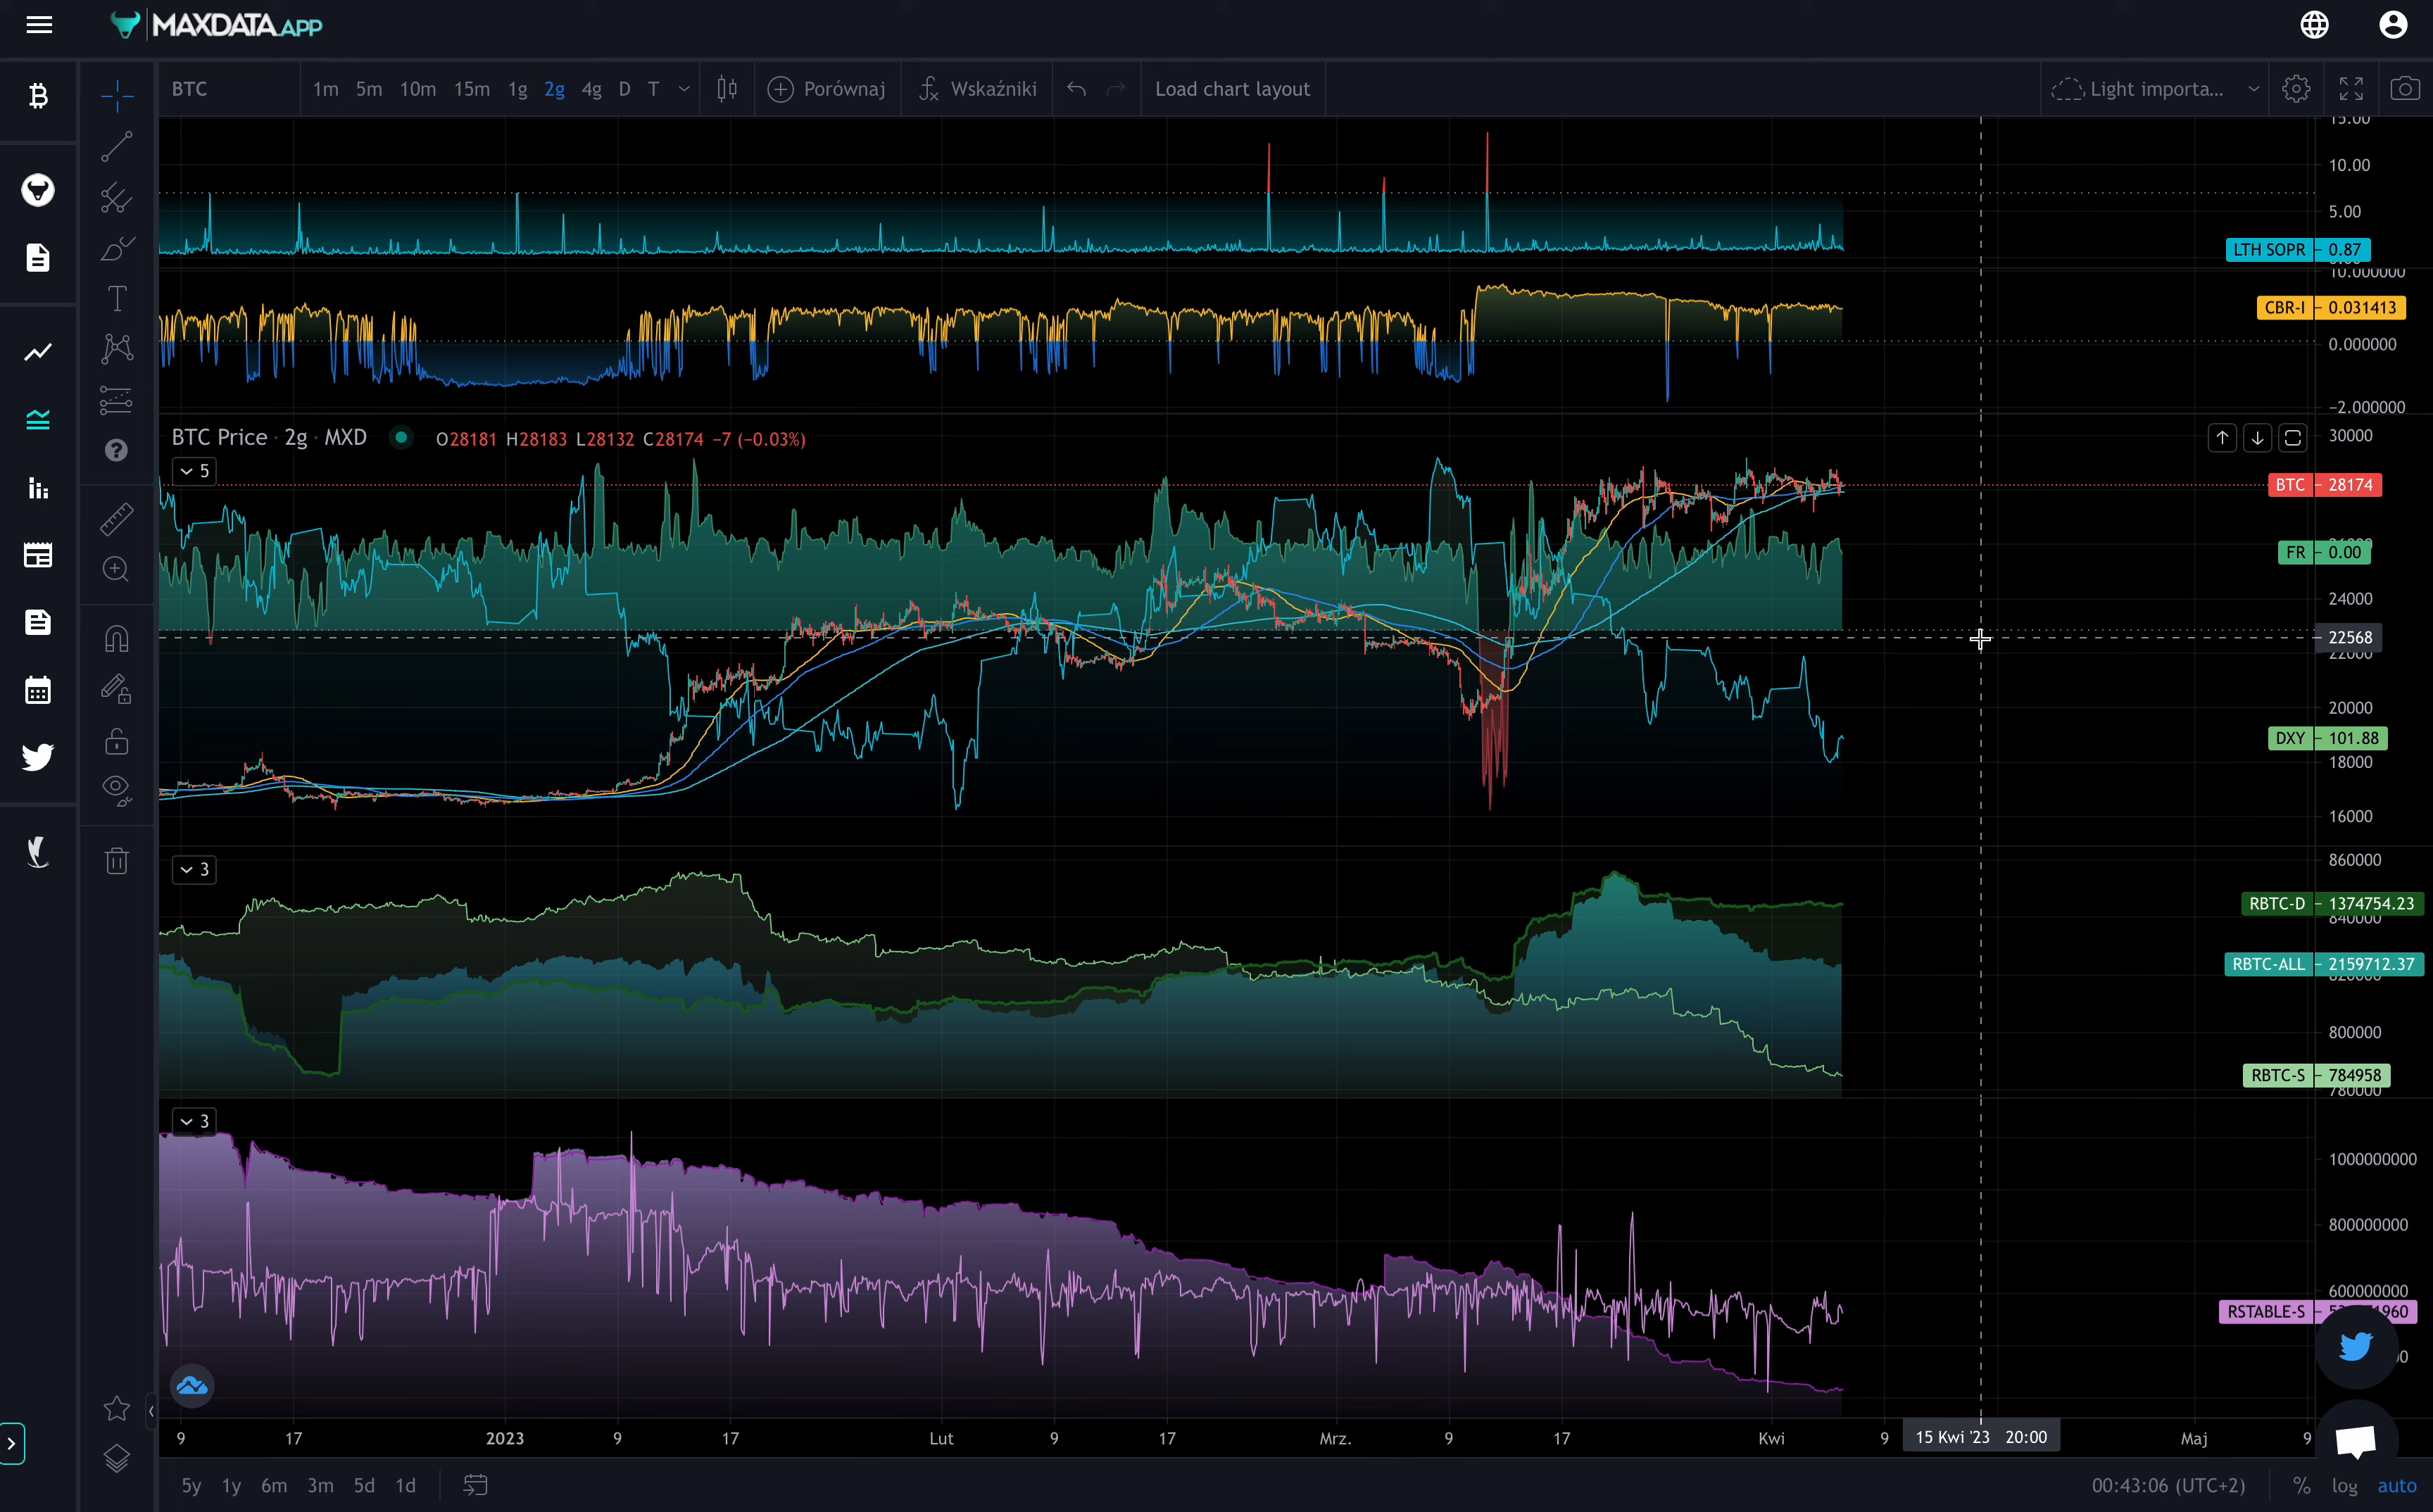 MAXDATA.APP
BTC 1m 5m 10m 15m 1g 2g 4g D T Porównaj Wskaźniki Load chart layout Light importa...
15.00
10.00
5.00
LTH SOPR 0.87
10.000000
CBR-I 0.031413
0.000000
-2.000000
BTC Price · 2g · MXD O28181 H28183 L28132 C28174 −7 (−0.03%)
5
30000
BTC 28174
FR 0.00
24000
22568
22000
20000
DXY 101.88
18000
16000
3
860000
RBTC-D 1374754.23
840000
RBTC-ALL 2159712.37
820000
800000
RBTC-S 784958
780000
3
1000000000
800000000
600000000
RSTABLE-S
9 17 2023 9 17 Lut 9 17 Mrz. 9 17 Kwi 9 15 Kwi '23 20:00 Maj 9
5y 1y 6m 3m 5d 1d 00:43:06 (UTC+2) % log auto